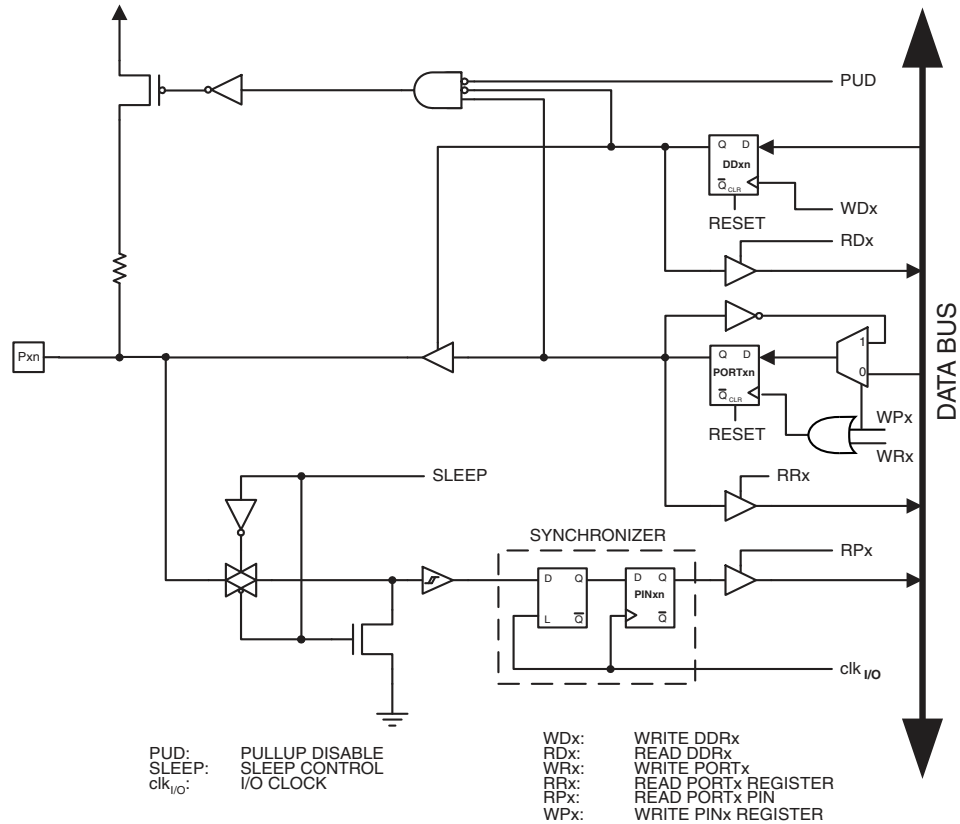 PUD
Q D
DDxn
Q
CLR
WDx
RESET
RDx
Pxn
1
Q D
PORTxn
0
Q
CLR
WPx
RESET
WRx
DATA BUS
SLEEP
RRx
SYNCHRONIZER
RPx
D Q
D Q
PINxn
L Q
Q
clk I/O
PUD: PULLUP DISABLE
SLEEP: SLEEP CONTROL
clkI/O: I/O CLOCK
WDx: WRITE DDRx
RDx: READ DDRx
WRx: WRITE PORTx
RRx: READ PORTx REGISTER
RPx: READ PORTx PIN
WPx: WRITE PINx REGISTER